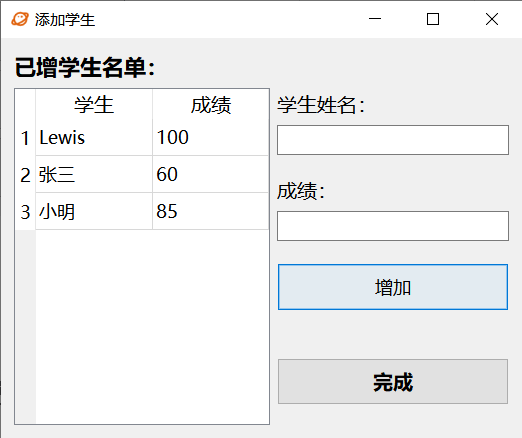 添加学生
已增学生名单：
学生 成绩
1 Lewis 100
2 张三 60
3 小明 85
学生姓名：
成绩：
增加
完成